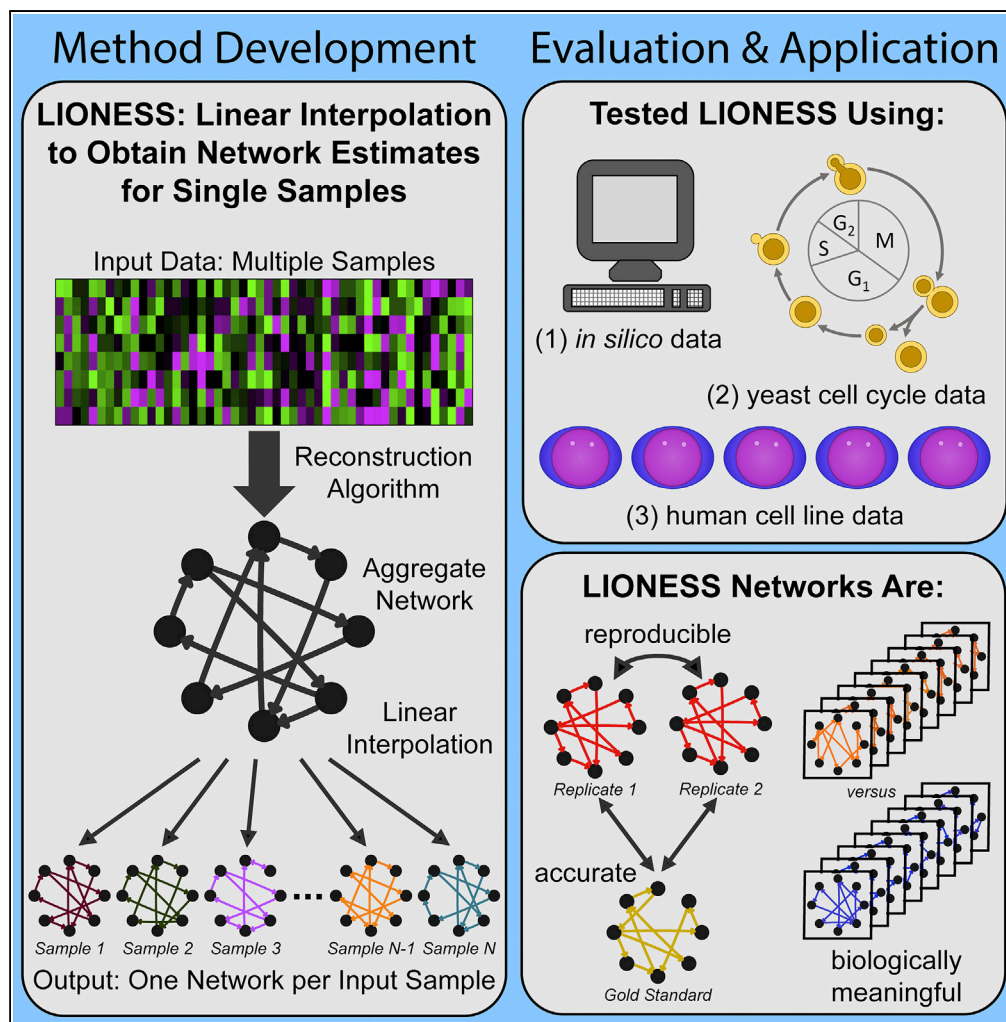 Method Development
LIONESS: Linear Interpolation
to Obtain Network Estimates
for Single Samples
Input Data: Multiple Samples
Reconstruction
Algorithm
Aggregate
Network
Linear
Interpolation
Sample 1
Sample 2
Sample 3
Sample N-1
Sample N
Output: One Network per Input Sample
Evaluation & Application
Tested LIONESS Using:
G2
M
S
G1
(1) in silico data
(2) yeast cell cycle data
(3) human cell line data
LIONESS Networks Are:
reproducible
Replicate 1
Replicate 2
versus
accurate
Gold Standard
biologically
meaningful